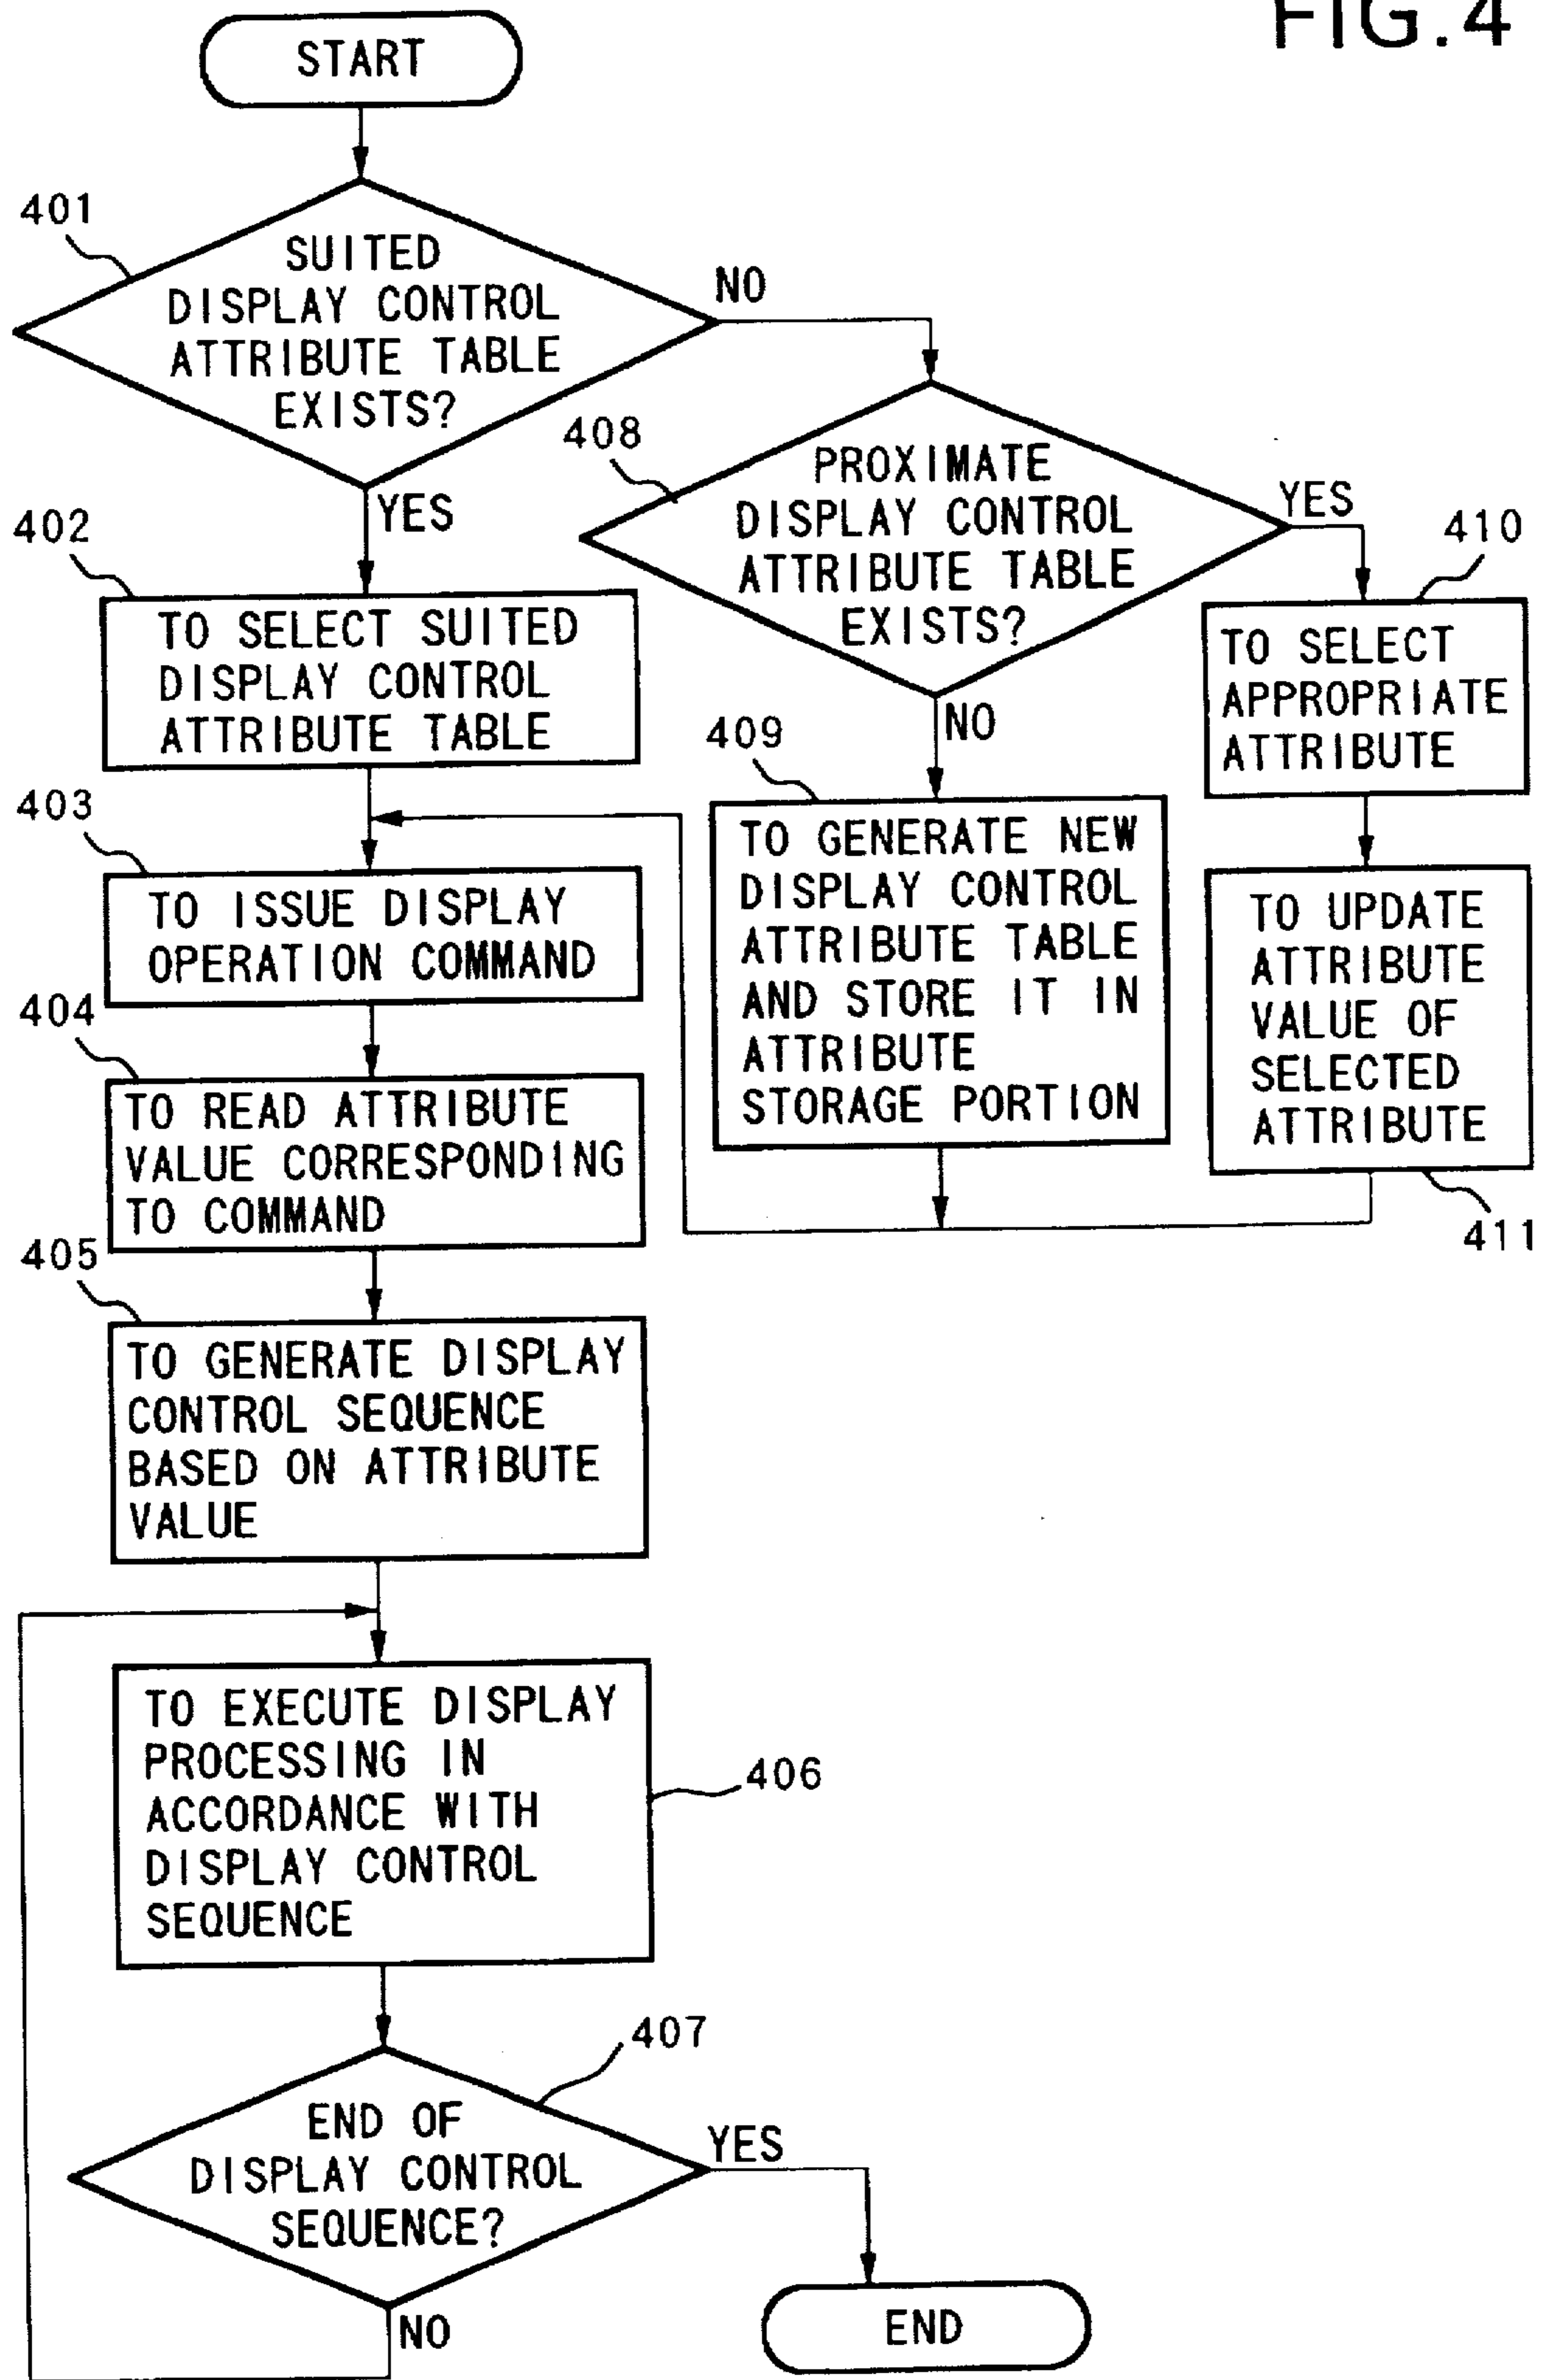 FIG.4
START
401
SUITED
DISPLAY CONTROL
ATTRIBUTE TABLE
EXISTS?
NO
YES
408
PROXIMATE
DISPLAY CONTROL
ATTRIBUTE TABLE
EXISTS?
YES
NO
402
TO SELECT SUITED
DISPLAY CONTROL
ATTRIBUTE TABLE
410
TO SELECT
APPROPRIATE
ATTRIBUTE
403
TO ISSUE DISPLAY
OPERATION COMMAND
409
TO GENERATE NEW
DISPLAY CONTROL
ATTRIBUTE TABLE
AND STORE IT IN
ATTRIBUTE
STORAGE PORTION
TO UPDATE
ATTRIBUTE
VALUE OF
SELECTED
ATTRIBUTE
411
404
TO READ ATTRIBUTE
VALUE CORRESPONDING
TO COMMAND
405
TO GENERATE DISPLAY
CONTROL SEQUENCE
BASED ON ATTRIBUTE
VALUE
TO EXECUTE DISPLAY
PROCESSING IN
ACCORDANCE WITH
DISPLAY CONTROL
SEQUENCE
406
407
END OF
DISPLAY CONTROL
SEQUENCE?
YES
NO
END